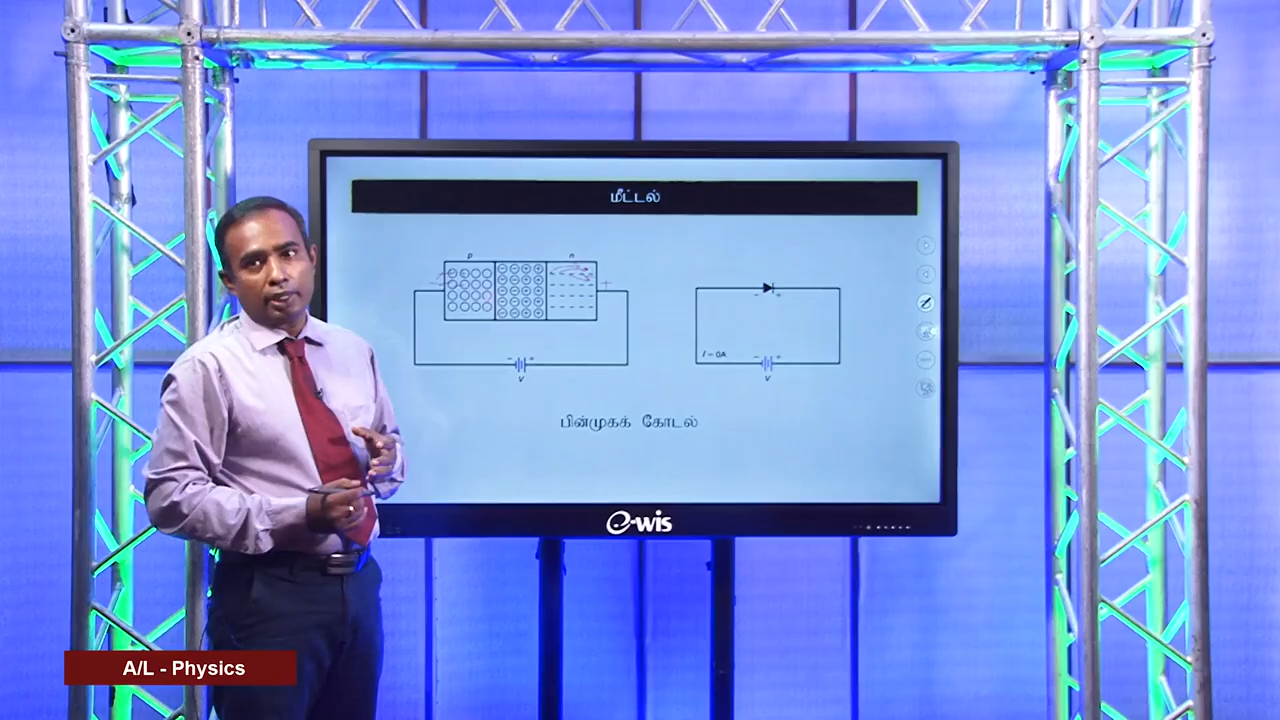 மீட்டல்
p n
- +
V
- +
I = 0A - +
V
பின்முகக் கோடல்
e-wis
A/L - Physics